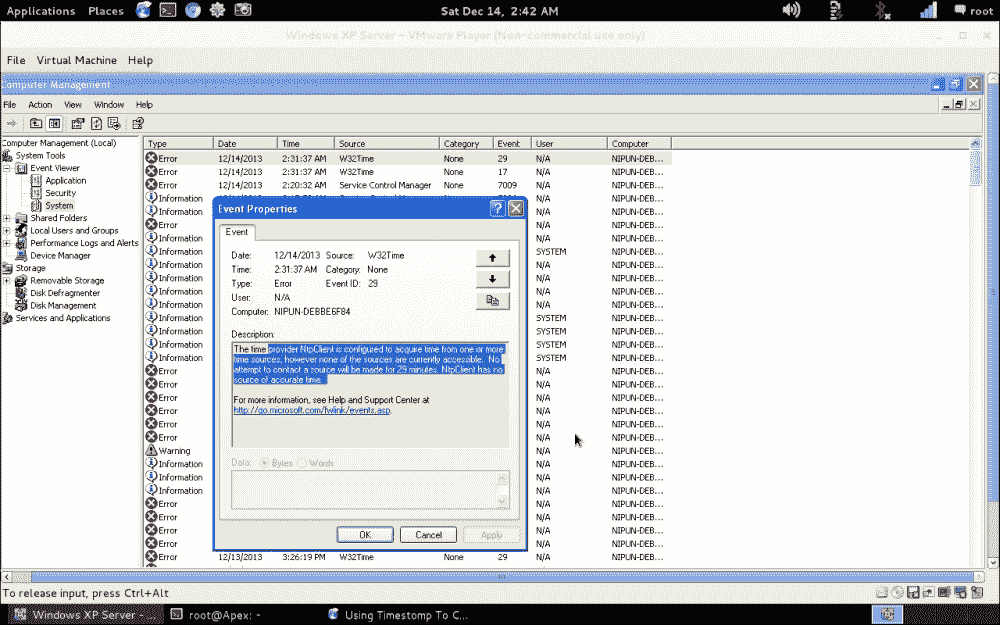 Applications Places Sat Dec 14, 2:42 AM root
Windows XP Server - VMware Player (Non-commercial use only)
File Virtual Machine Help
Computer Management
File Action View Window Help
Computer Management (Local)
System Tools
Event Viewer
Application
Security
System
Shared Folders
Local Users and Groups
Performance Logs and Alerts
Device Manager
Storage
Removable Storage
Disk Defragmenter
Disk Management
Services and Applications
Type Date Time Source Category Event User Computer
Error 12/14/2013 2:31:37 AM W32Time None 29 N/A NIPUN-DEB...
Error 12/14/2013 2:31:37 AM W32Time None 17 N/A NIPUN-DEB...
Error 12/14/2013 2:20:32 AM Service Control Manager None 7009 N/A NIPUN-DEB...
Information N/A NIPUN-DEB...
Information N/A NIPUN-DEB...
Error N/A NIPUN-DEB...
Information N/A NIPUN-DEB...
Information SYSTEM NIPUN-DEB...
Information N/A NIPUN-DEB...
Information N/A NIPUN-DEB...
Information N/A NIPUN-DEB...
Information N/A NIPUN-DEB...
Information SYSTEM NIPUN-DEB...
Information SYSTEM NIPUN-DEB...
Information SYSTEM NIPUN-DEB...
Information SYSTEM NIPUN-DEB...
Error N/A NIPUN-DEB...
Error N/A NIPUN-DEB...
Error N/A NIPUN-DEB...
Error N/A NIPUN-DEB...
Error N/A NIPUN-DEB...
Error N/A NIPUN-DEB...
Warning N/A NIPUN-DEB...
Information N/A NIPUN-DEB...
Information N/A NIPUN-DEB...
Information N/A NIPUN-DEB...
Error N/A NIPUN-DEB...
Error N/A NIPUN-DEB...
Error N/A NIPUN-DEB...
Error N/A NIPUN-DEB...
Error 12/13/2013 3:26:19 PM W32Time None 29 N/A NIPUN-DEB...
Event Properties
Event
Date: 12/14/2013 Source: W32Time
Time: 2:31:37 AM Category: None
Type: Error Event ID: 29
User: N/A
Computer: NIPUN-DEBBE6F84
Description:
The time provider NtpClient is configured to acquire time from one or more
time sources, however none of the sources are currently accessible. No
attempt to contact a source will be made for 29 minutes. NtpClient has no
source of accurate time.
For more information, see Help and Support Center at
http://go.microsoft.com/fwlink/events.asp.
Data: Bytes Words
OK Cancel Apply
To release input, press Ctrl+Alt
Windows XP Server - ... root@Apex: ~ Using Timestomp To C...